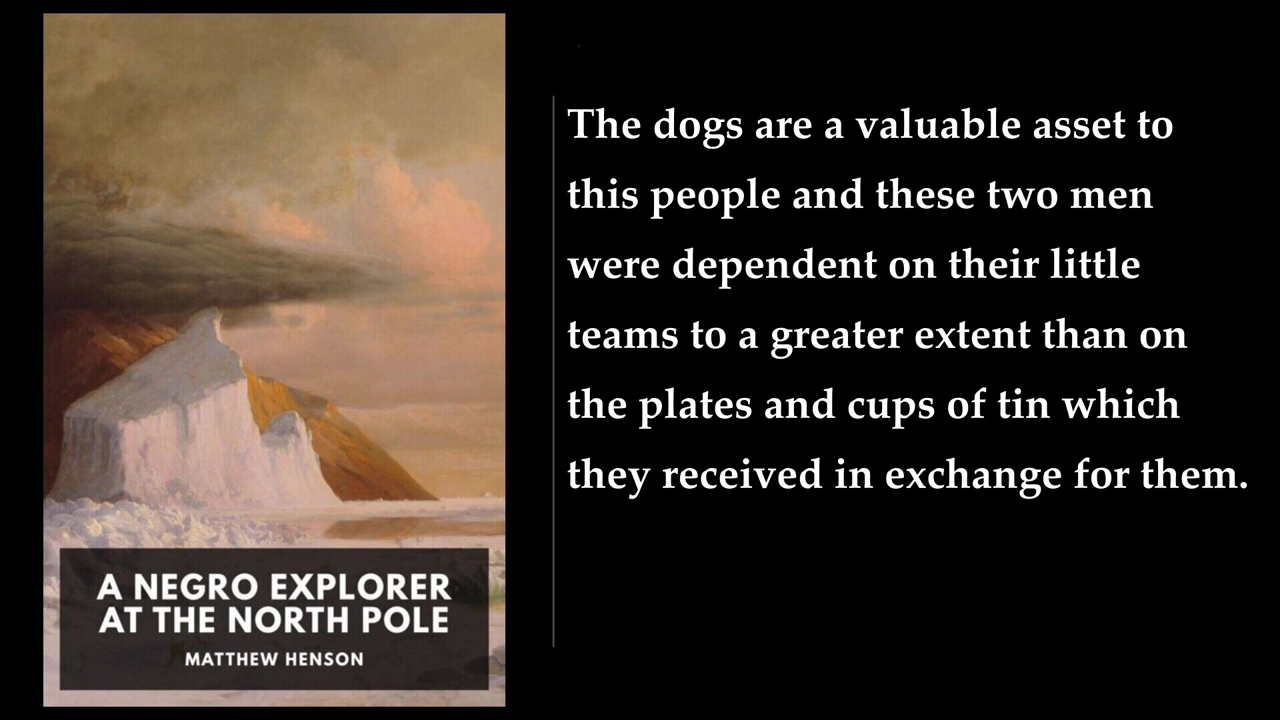 A NEGRO EXPLORER
AT THE NORTH POLE
MATTHEW HENSON
The dogs are a valuable asset to
this people and these two men
were dependent on their little
teams to a greater extent than on
the plates and cups of tin which
they received in exchange for them.